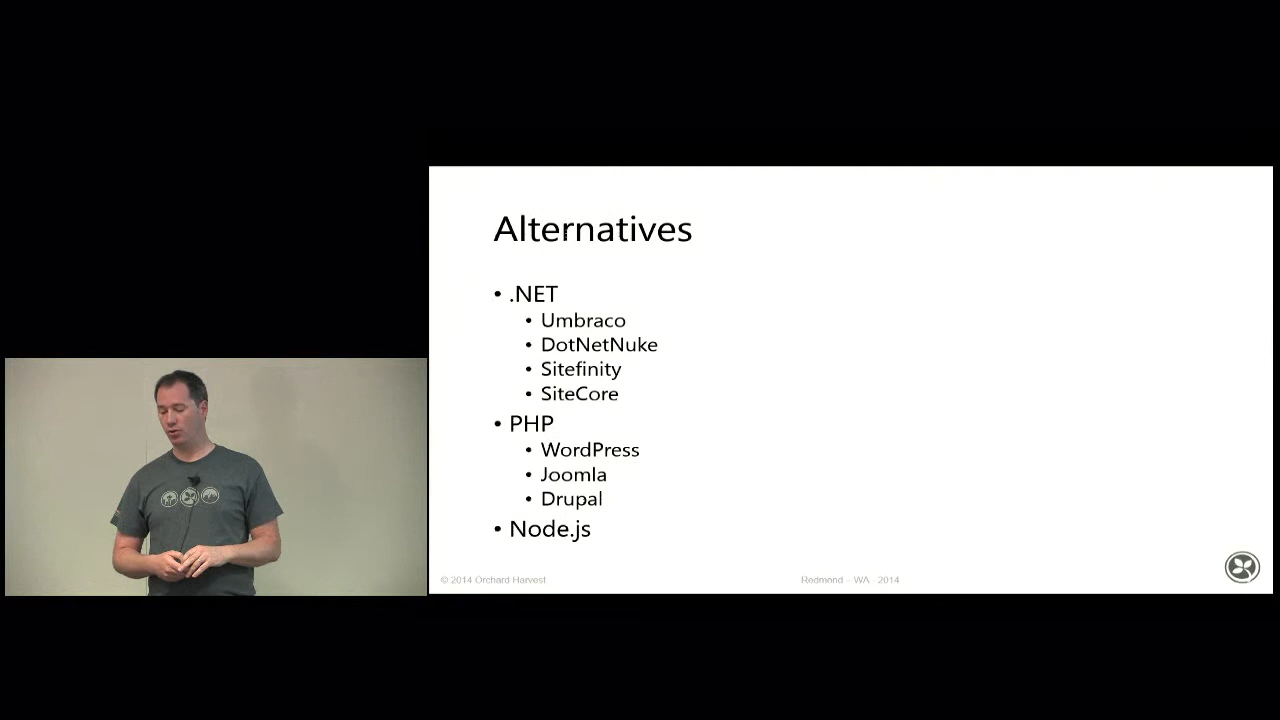 Alternatives
• .NET
• Umbraco
• DotNetNuke
• Sitefinity
• SiteCore
• PHP
• WordPress
• Joomla
• Drupal
• Node.js
© 2014 Orchard Harvest
Redmond – WA - 2014